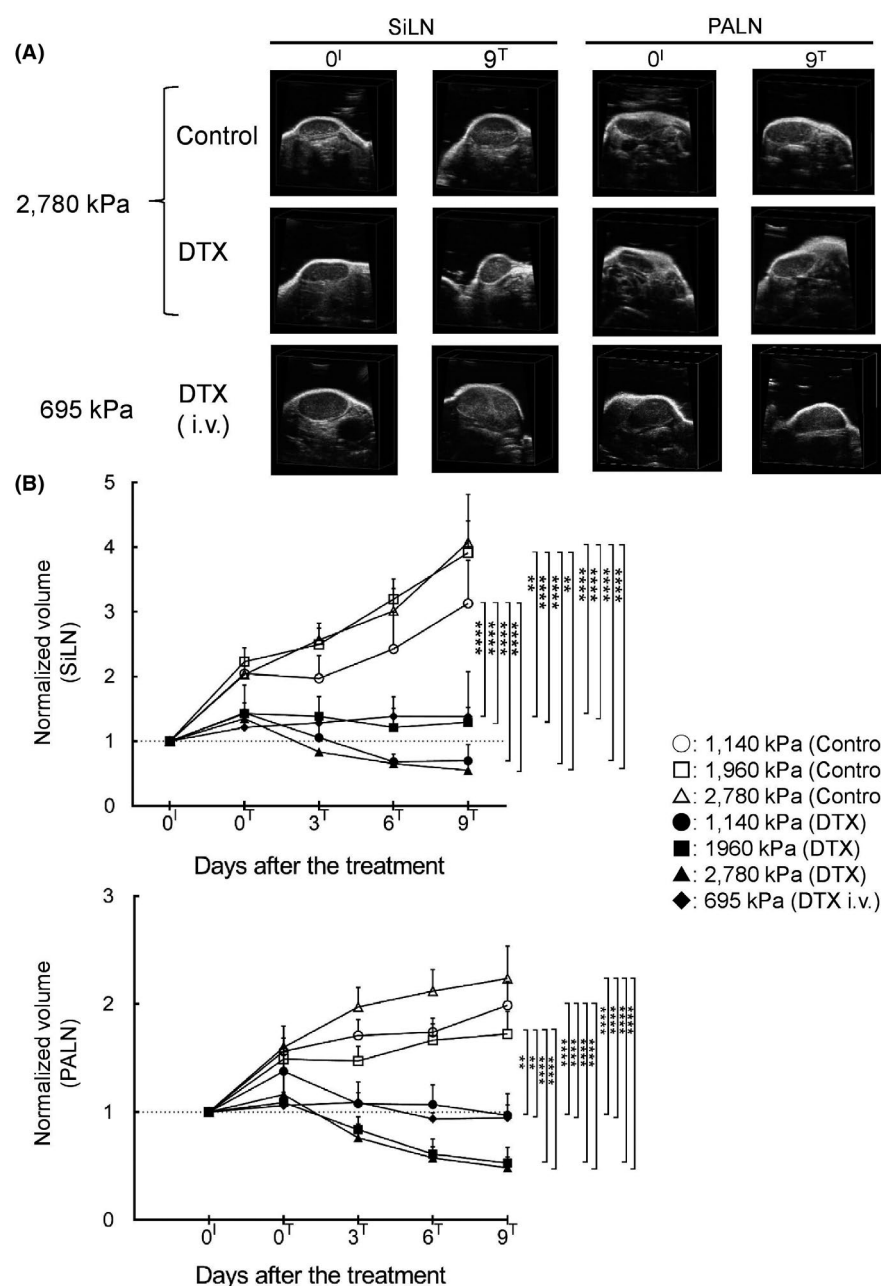 SiLN PALN
(A) 0I 9T 0I 9T
Control
2,780 kPa
DTX
695 kPa DTX
( i.v.)
(B)
5
4
3
2
1
0
Normalized volume
(SiLN)
0I 0T 3T 6T 9T
Days after the treatment
*** **** **** ** **** **** **** ****
**** **** **** ****
○: 1,140 kPa (Contro
□: 1,960 kPa (Contro
△: 2,780 kPa (Contro
●: 1,140 kPa (DTX)
■: 1960 kPa (DTX)
▲: 2,780 kPa (DTX)
◆: 695 kPa (DTX i.v.)
3
2
1
0
Normalized volume
(PALN)
0I 0T 3T 6T 9T
Days after the treatment
** ** **** **** **** **** **** **** **** **** **** ****